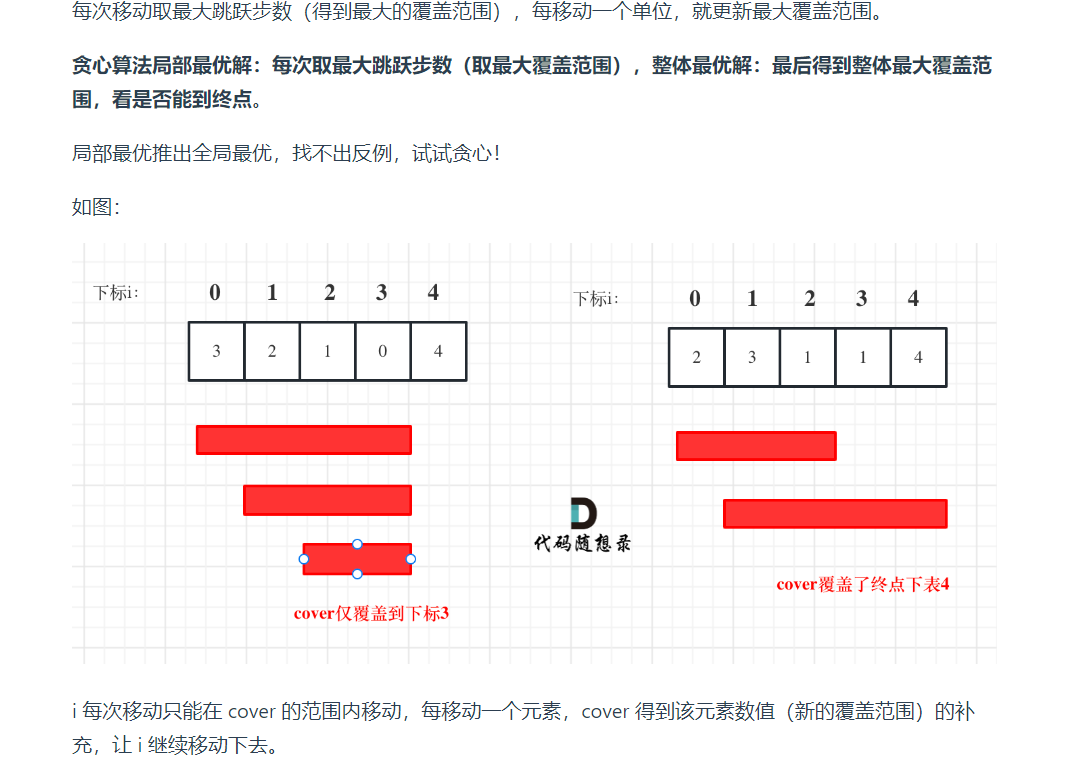 每次移动取最大跳跃步数（得到最大的覆盖范围），每移动一个单位，就更新最大覆盖范围。
贪心算法局部最优解：每次取最大跳跃步数（取最大覆盖范围），整体最优解：最后得到整体最大覆盖范
围，看是否能到终点。
局部最优推出全局最优，找不出反例，试试贪心！
如图：
下标i: 0 1 2 3 4
3 2 1 0 4
cover仅覆盖到下标3
下标i: 0 1 2 3 4
2 3 1 1 4
代码随想录
cover覆盖了终点下表4
i 每次移动只能在 cover 的范围内移动，每移动一个元素，cover 得到该元素数值（新的覆盖范围）的补
充，让 i 继续移动下去。